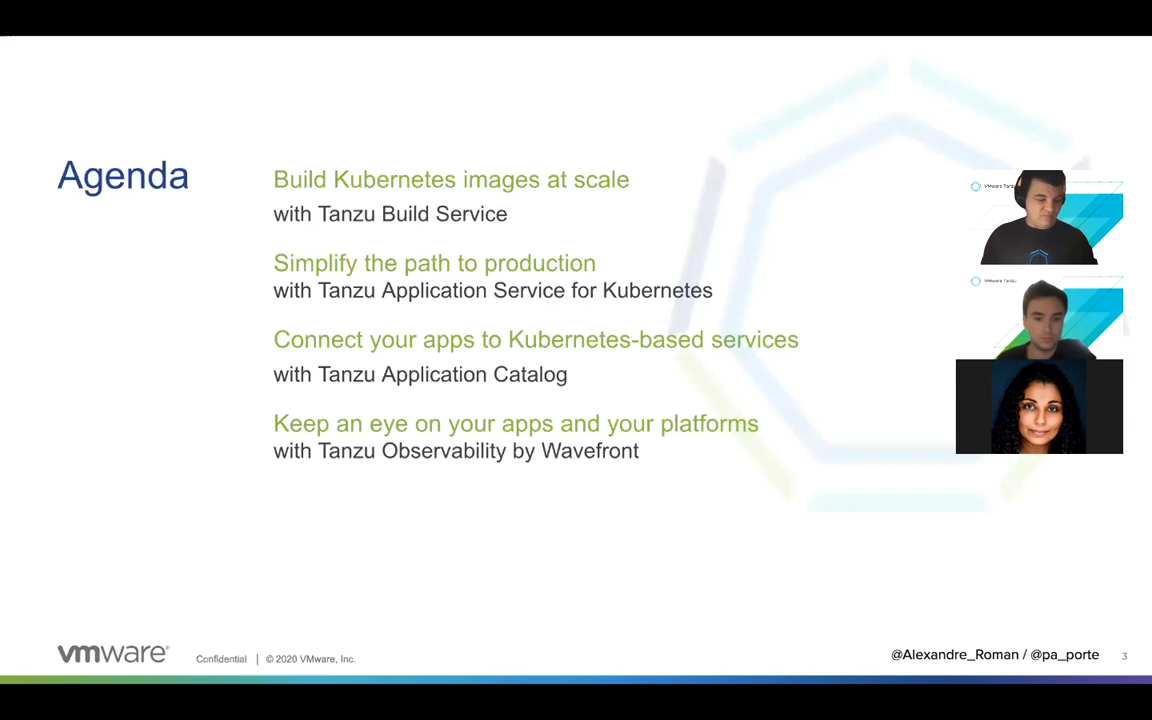 Agenda
Build Kubernetes images at scale
with Tanzu Build Service
Simplify the path to production
with Tanzu Application Service for Kubernetes
Connect your apps to Kubernetes-based services
with Tanzu Application Catalog
Keep an eye on your apps and your platforms
with Tanzu Observability by Wavefront
VMware Tanzu
vmware®
Confidential | © 2020 VMware, Inc.
@Alexandre_Roman / @pa_porte
3